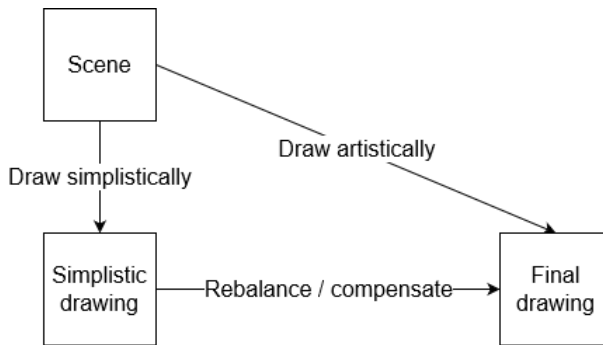 Scene
Draw artistically
Draw simplistically
Simplistic
drawing
Rebalance / compensate
Final
drawing